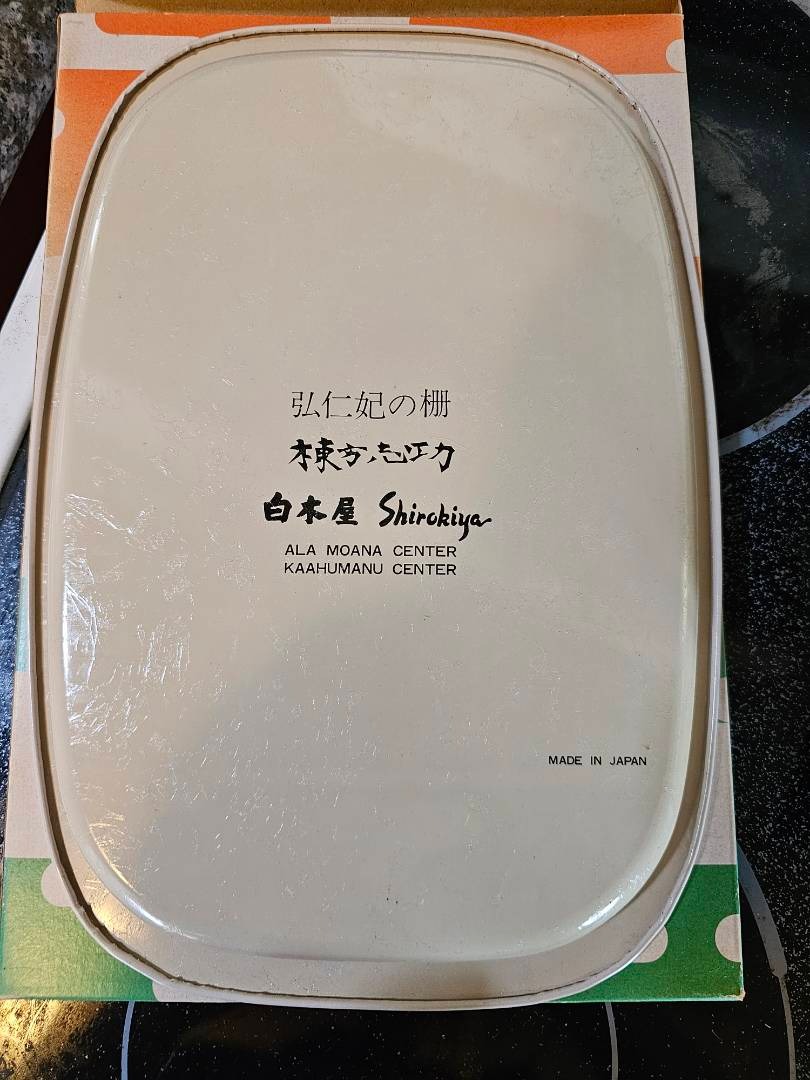 弘仁妃の柵
棟方志功
白木屋 Shirokiya
ALA MOANA CENTER
KAAHUMANU CENTER
MADE IN JAPAN